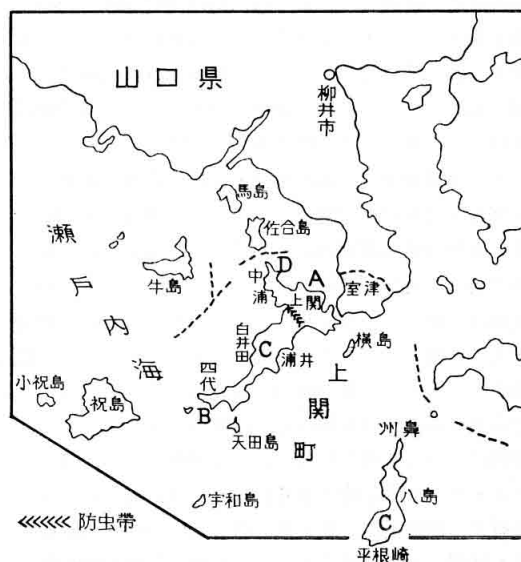 山口県
柳井市
馬島
佐合島
瀬戸内海
牛島
中浦
D
A
上関
室津
白井田
C
浦井
横島
四代
上関町
小祝島
祝島
B
天田島
州鼻
宇和島
八島
C
防虫帯
平根崎